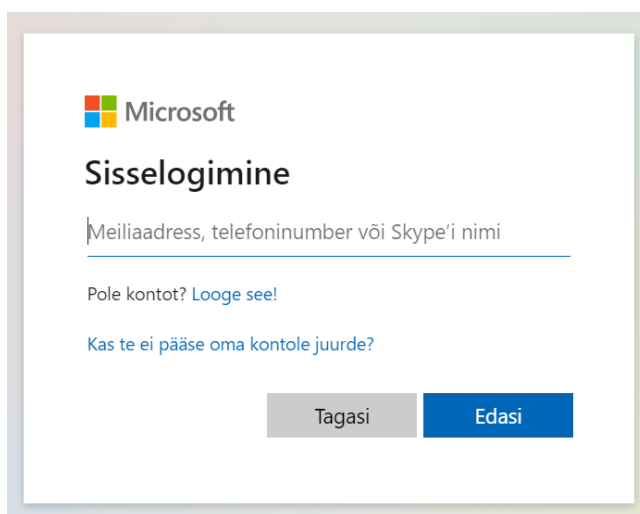 Microsoft
Sisselogimine
Meiliaadress, telefoninumber või Skype'i nimi
Pole kontot? Looge see!
Kas te ei pääse oma kontole juurde?
Tagasi Edasi